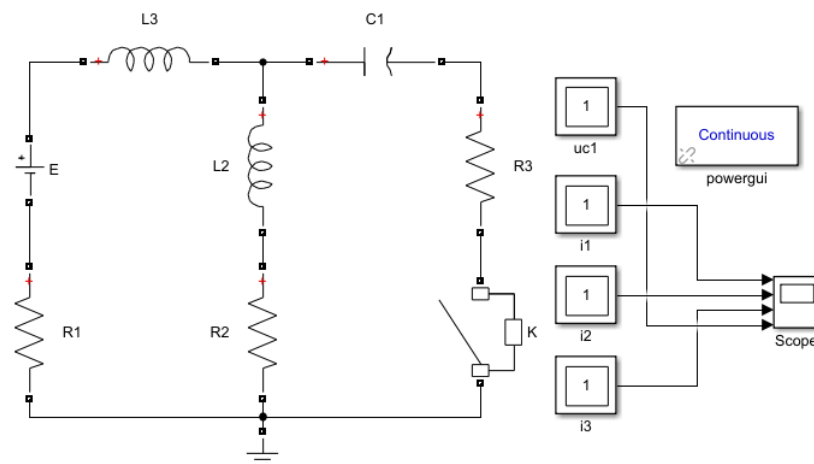 L3
C1
E
L2
R3
R1
R2
K
1
uc1
1
i1
1
i2
1
i3
Continuous
powergui
Scope